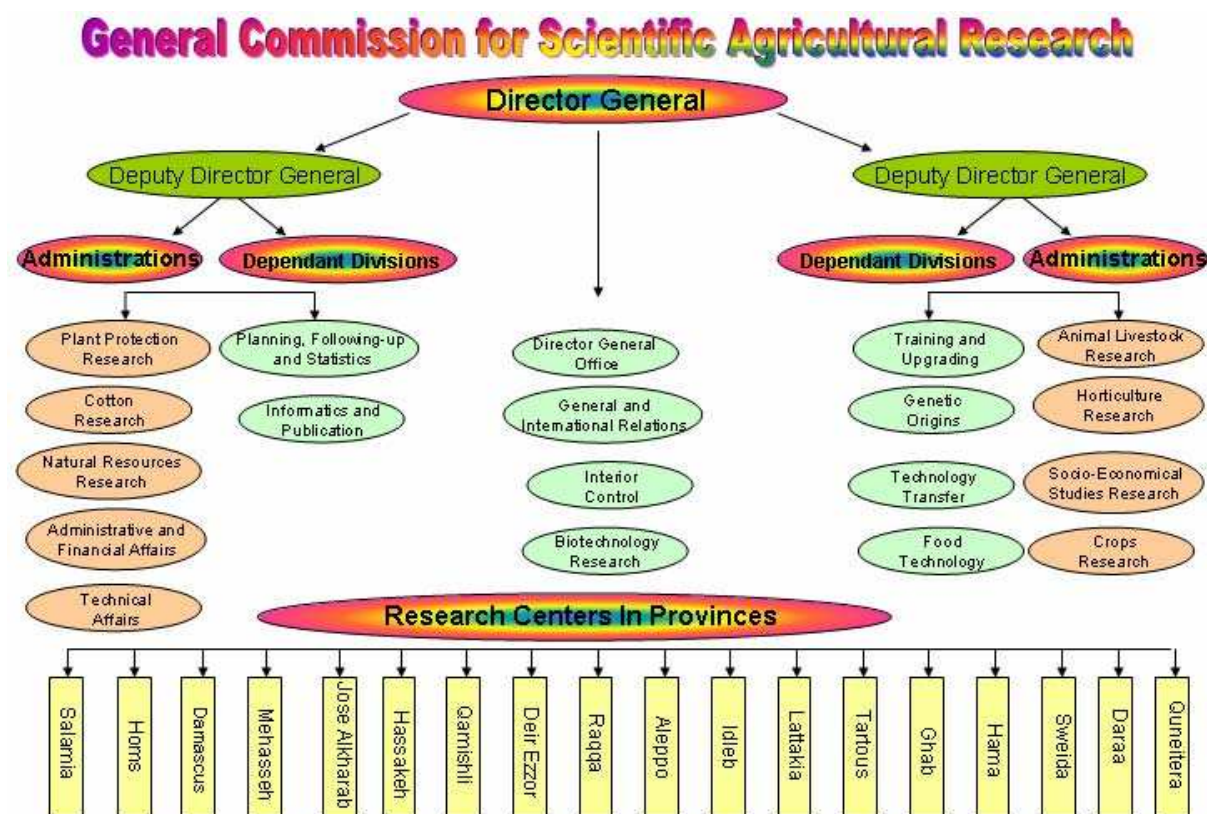 General Commission for Scientific Agricultural Research
Director General
Deputy Director General
Deputy Director General
Administrations
Dependant Divisions
Dependant Divisions
Administrations
Plant Protection
Research
Cotton
Research
Natural Resources
Research
Administrative and
Financial Affairs
Technical
Affairs
Planning, Following-up
and Statistics
Informatics and
Publication
Director General
Office
General and
International Relations
Interior
Control
Biotechnology
Research
Training and
Upgrading
Genetic
Origins
Technology
Transfer
Food
Technology
Animal Livestock
Research
Horticulture
Research
Socio-Economical
Studies Research
Crops
Research
Research Centers In Provinces
Salamia
Homs
Damascus
Mehasseh
Jose Alkharab
Hassakeh
Qamishli
Deir Ezzor
Raqqa
Aleppo
Idleb
Lattakia
Tartous
Ghab
Hama
Sweida
Daraa
Quneitera